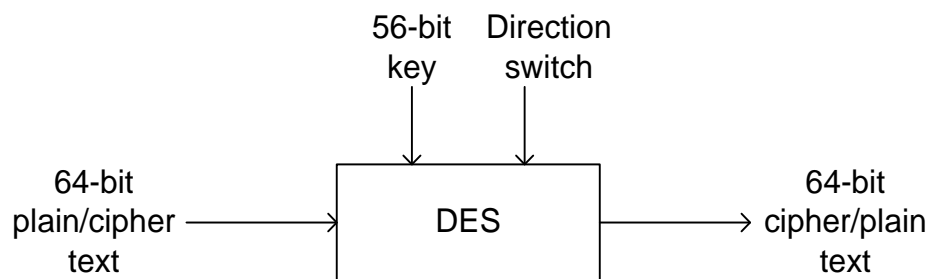 56-bit
key
Direction
switch
64-bit
plain/cipher
text
DES
64-bit
cipher/plain
text